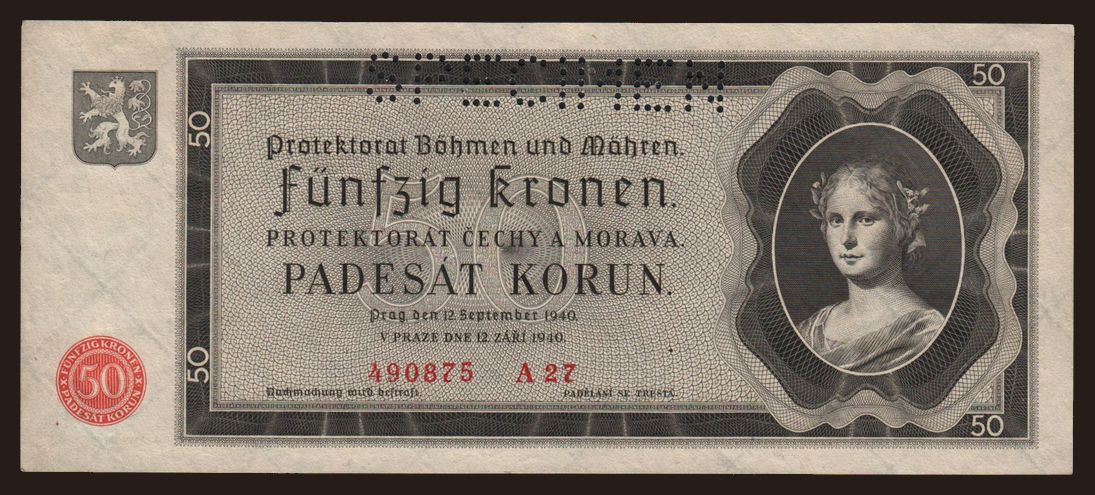 SPECIMEN
50
50
Protektorat Böhmen und Mähren.
Fünfzig Kronen.
PROTEKTORÁT ČECHY A MORAVA.
PADESÁT KORUN.
Prag den 12. September 1940.
V PRAZE DNE 12. ZÁŘÍ 1940.
490875 A 27
Nachmachung wird bestraft.
PADĚLÁNÍ SE TRESTÁ.
50
50
50
FÜNFZIG KRONEN
50
PADESÁT KORUN